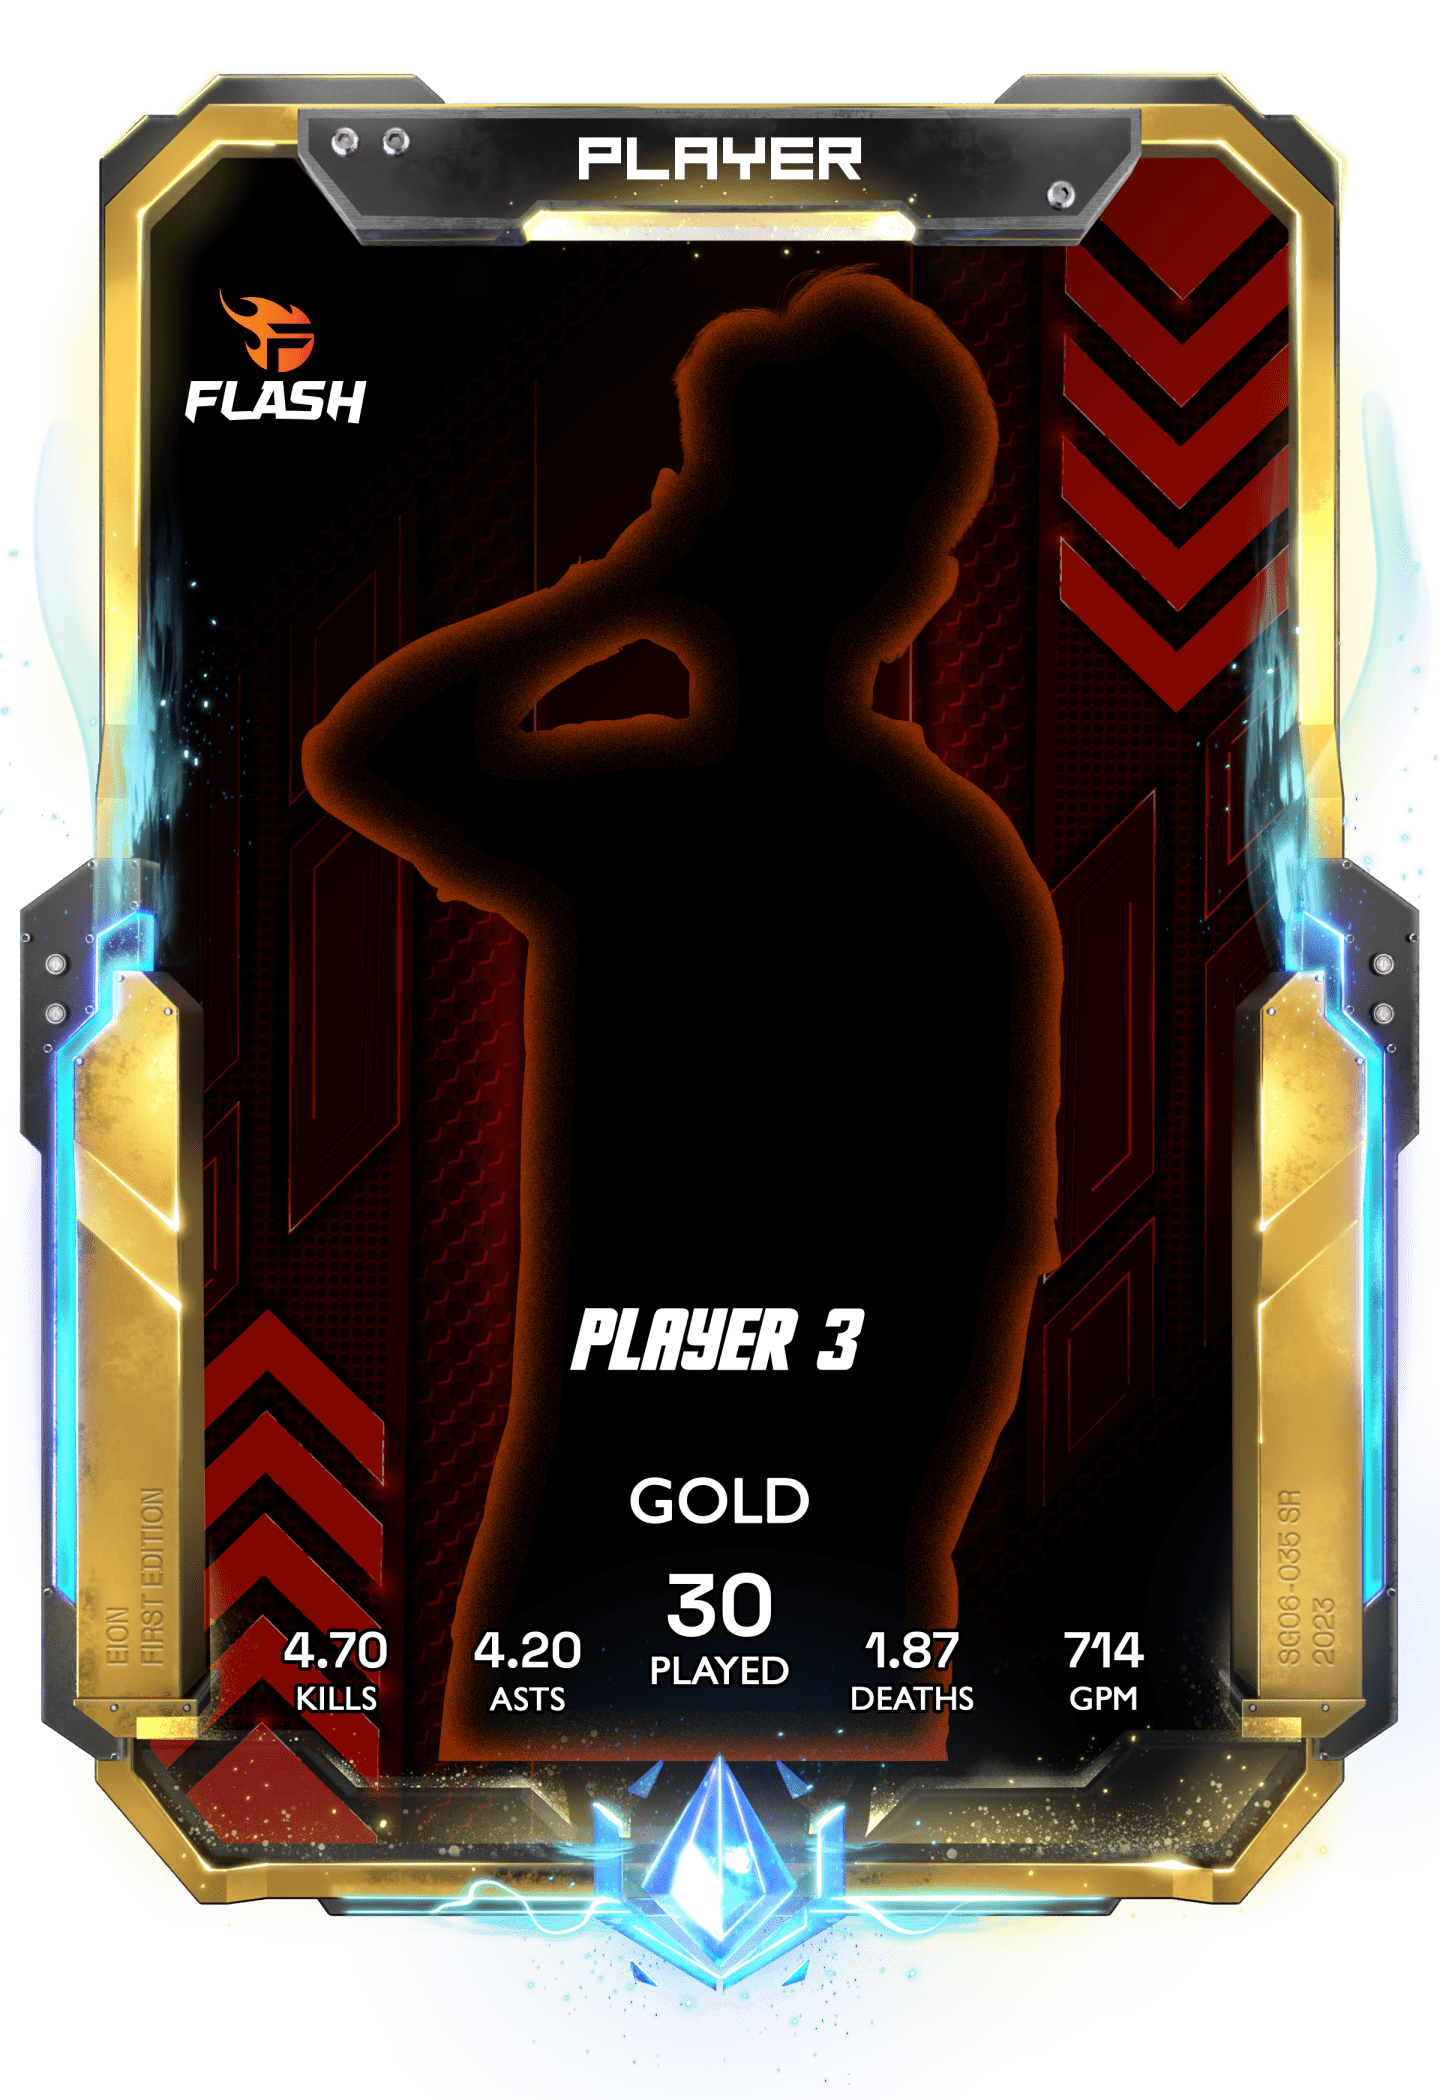 PLAYER
FLASH
PLAYER 3
GOLD
30
PLAYED
4.70
KILLS
4.20
ASTS
1.87
DEATHS
714
GPM
EION
FIRST EDITION
SG06-035 SR
2023